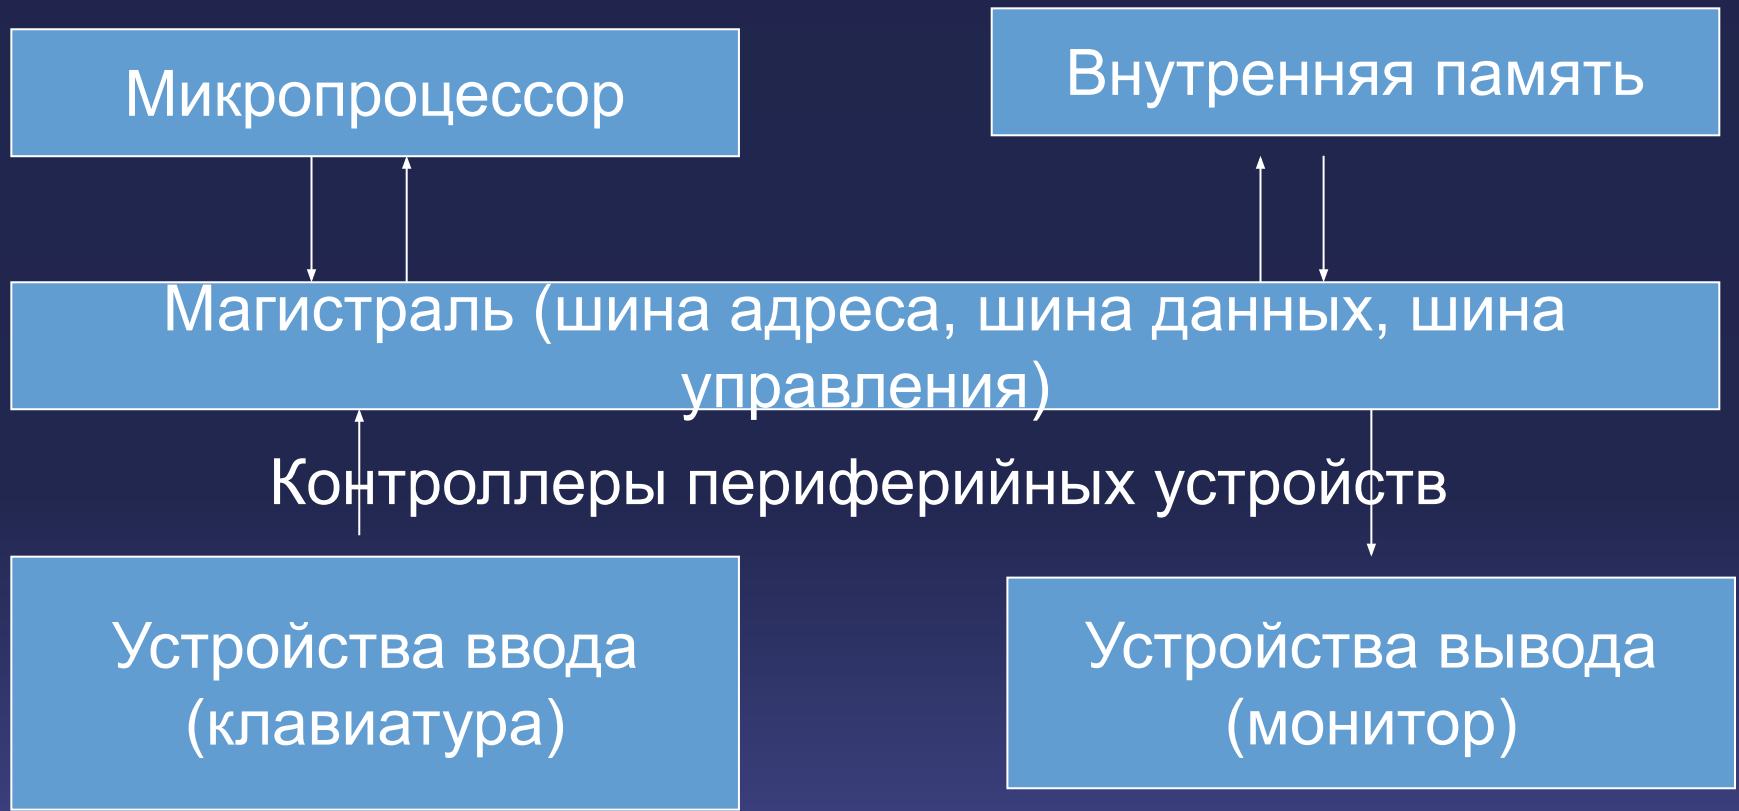 Микропроцессор
Внутренняя память
Магистраль (шина адреса, шина данных, шина
управления)
Контроллеры периферийных устройств
Устройства ввода
(клавиатура)
Устройства вывода
(монитор)